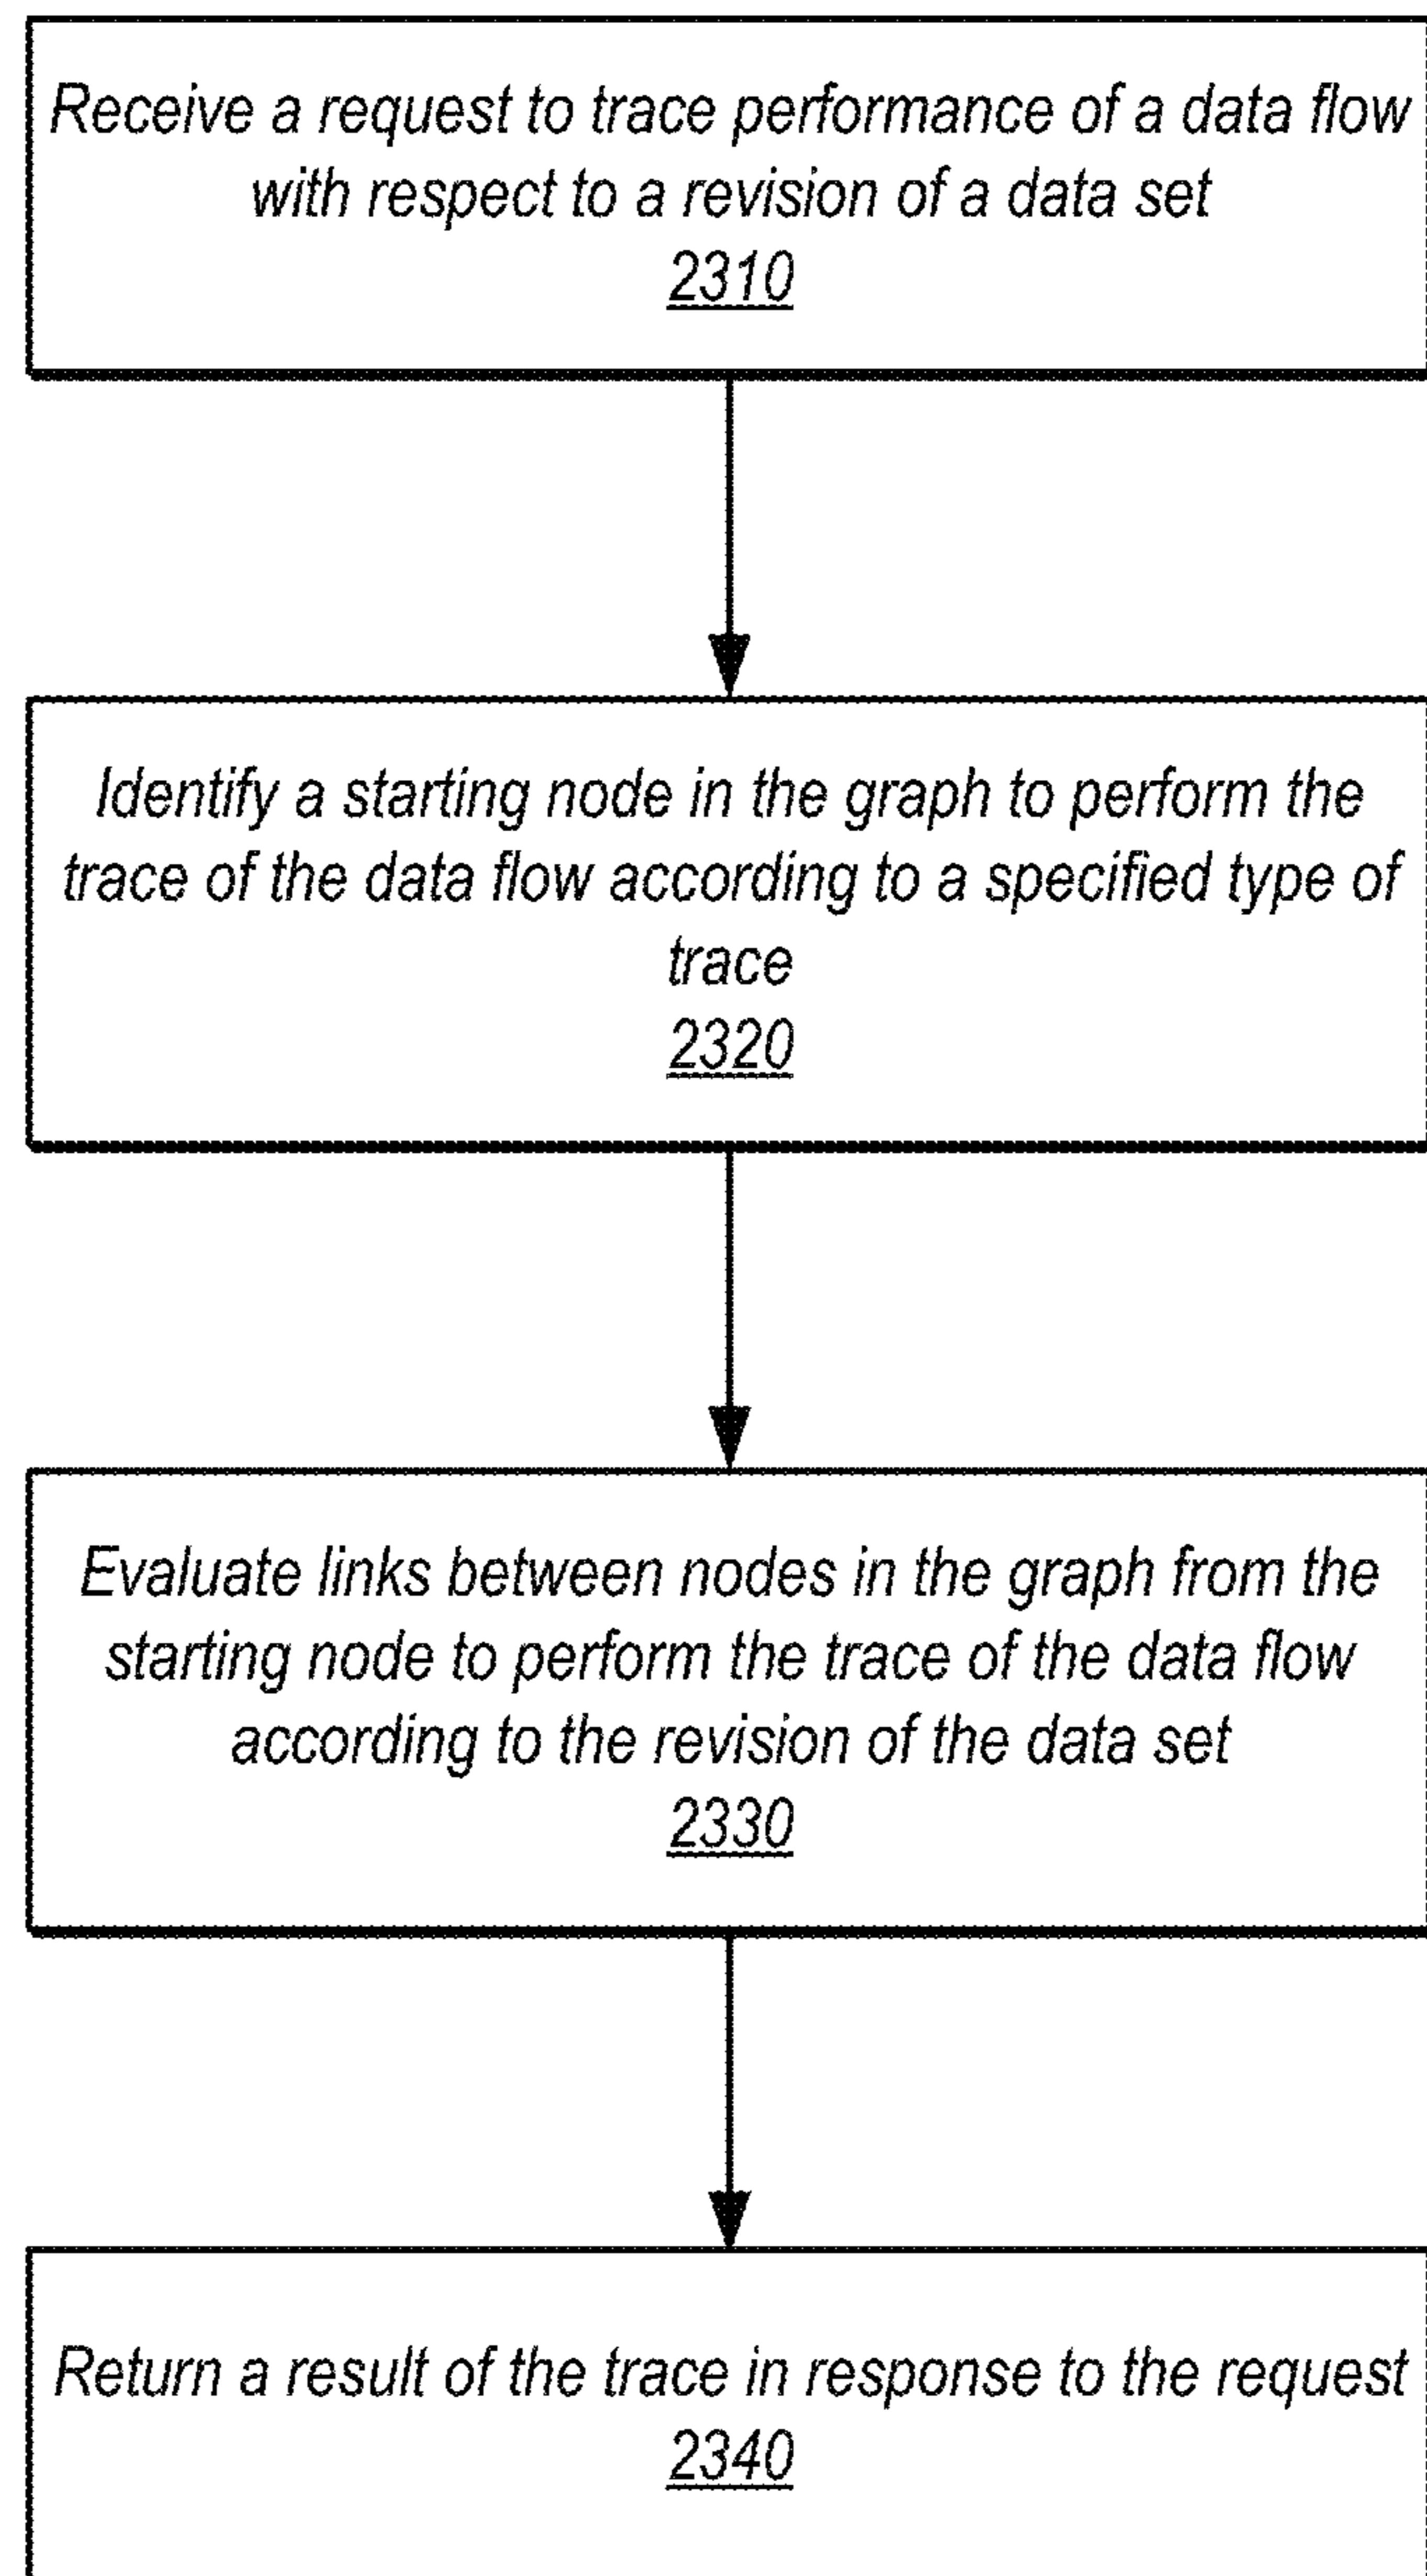 Receive a request to trace performance of a data flow
with respect to a revision of a data set
2310
Identify a starting node in the graph to perform the
trace of the data flow according to a specified type of
trace
2320
Evaluate links between nodes in the graph from the
starting node to perform the trace of the data flow
according to the revision of the data set
2330
Return a result of the trace in response to the request
2340